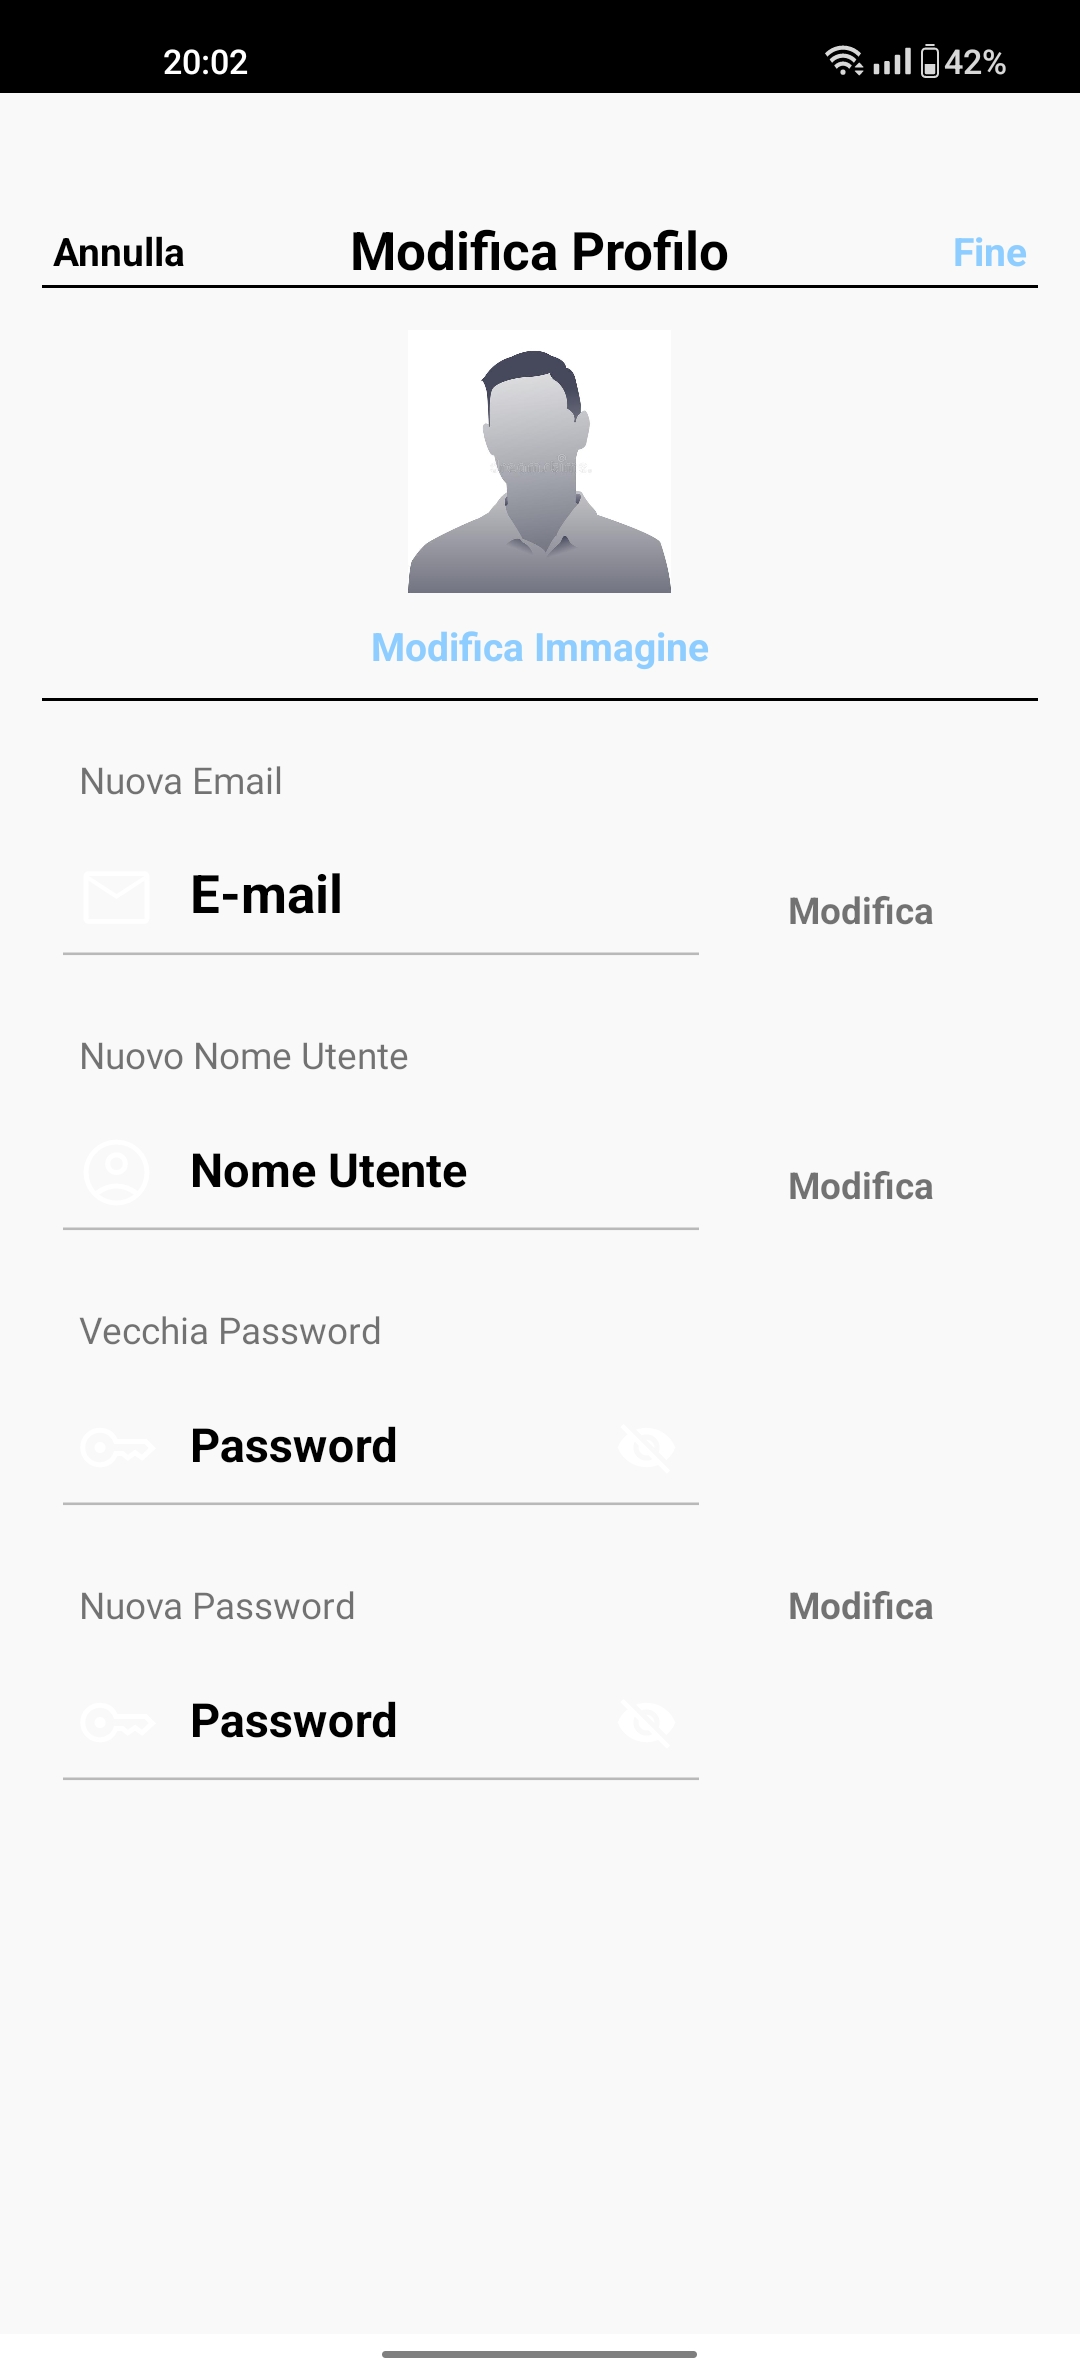 20:02 42%
Annulla Modifica Profilo Fine
Modifica Immagine
Nuova Email
E-mail Modifica
Nuovo Nome Utente
Nome Utente Modifica
Vecchia Password
Password
Nuova Password Modifica
Password